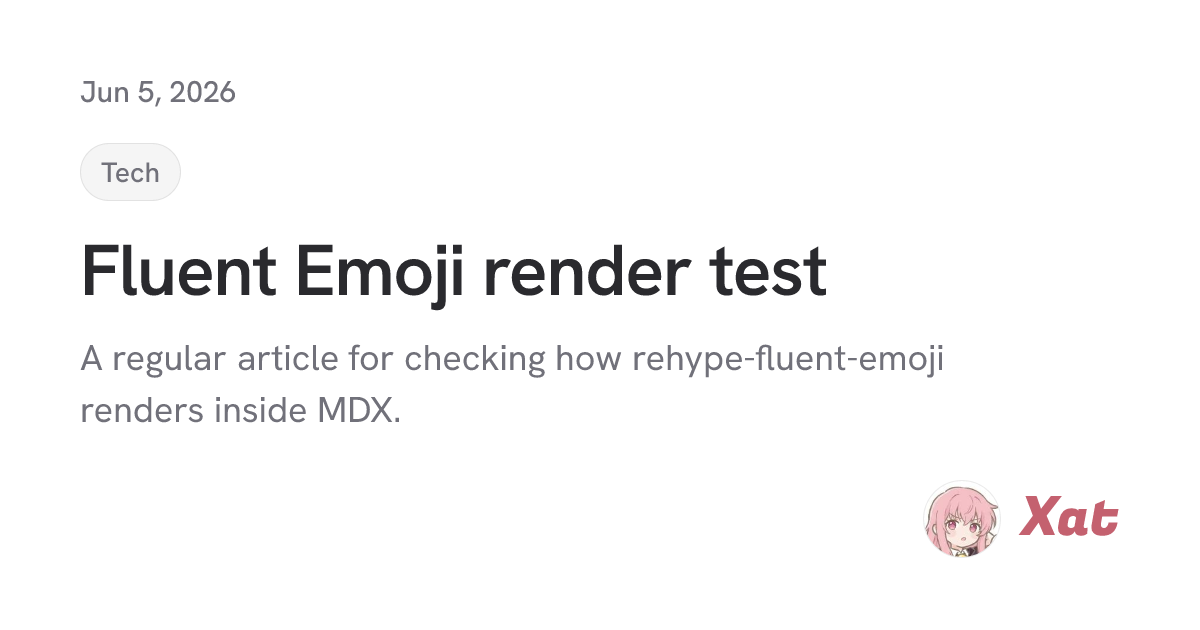 Jun 5, 2026
Tech
Fluent Emoji render test
A regular article for checking how rehype-fluent-emoji
renders inside MDX.
Xat